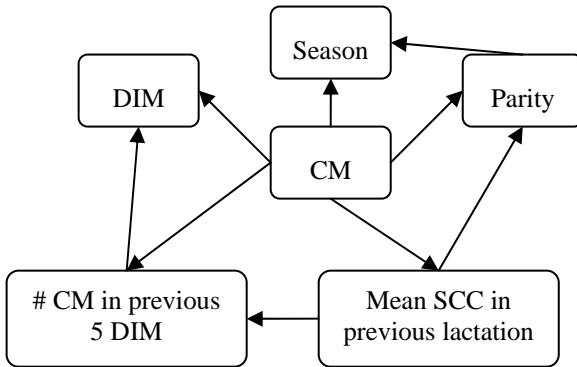 Season
DIM
Parity
CM
# CM in previous
5 DIM
Mean SCC in
previous lactation